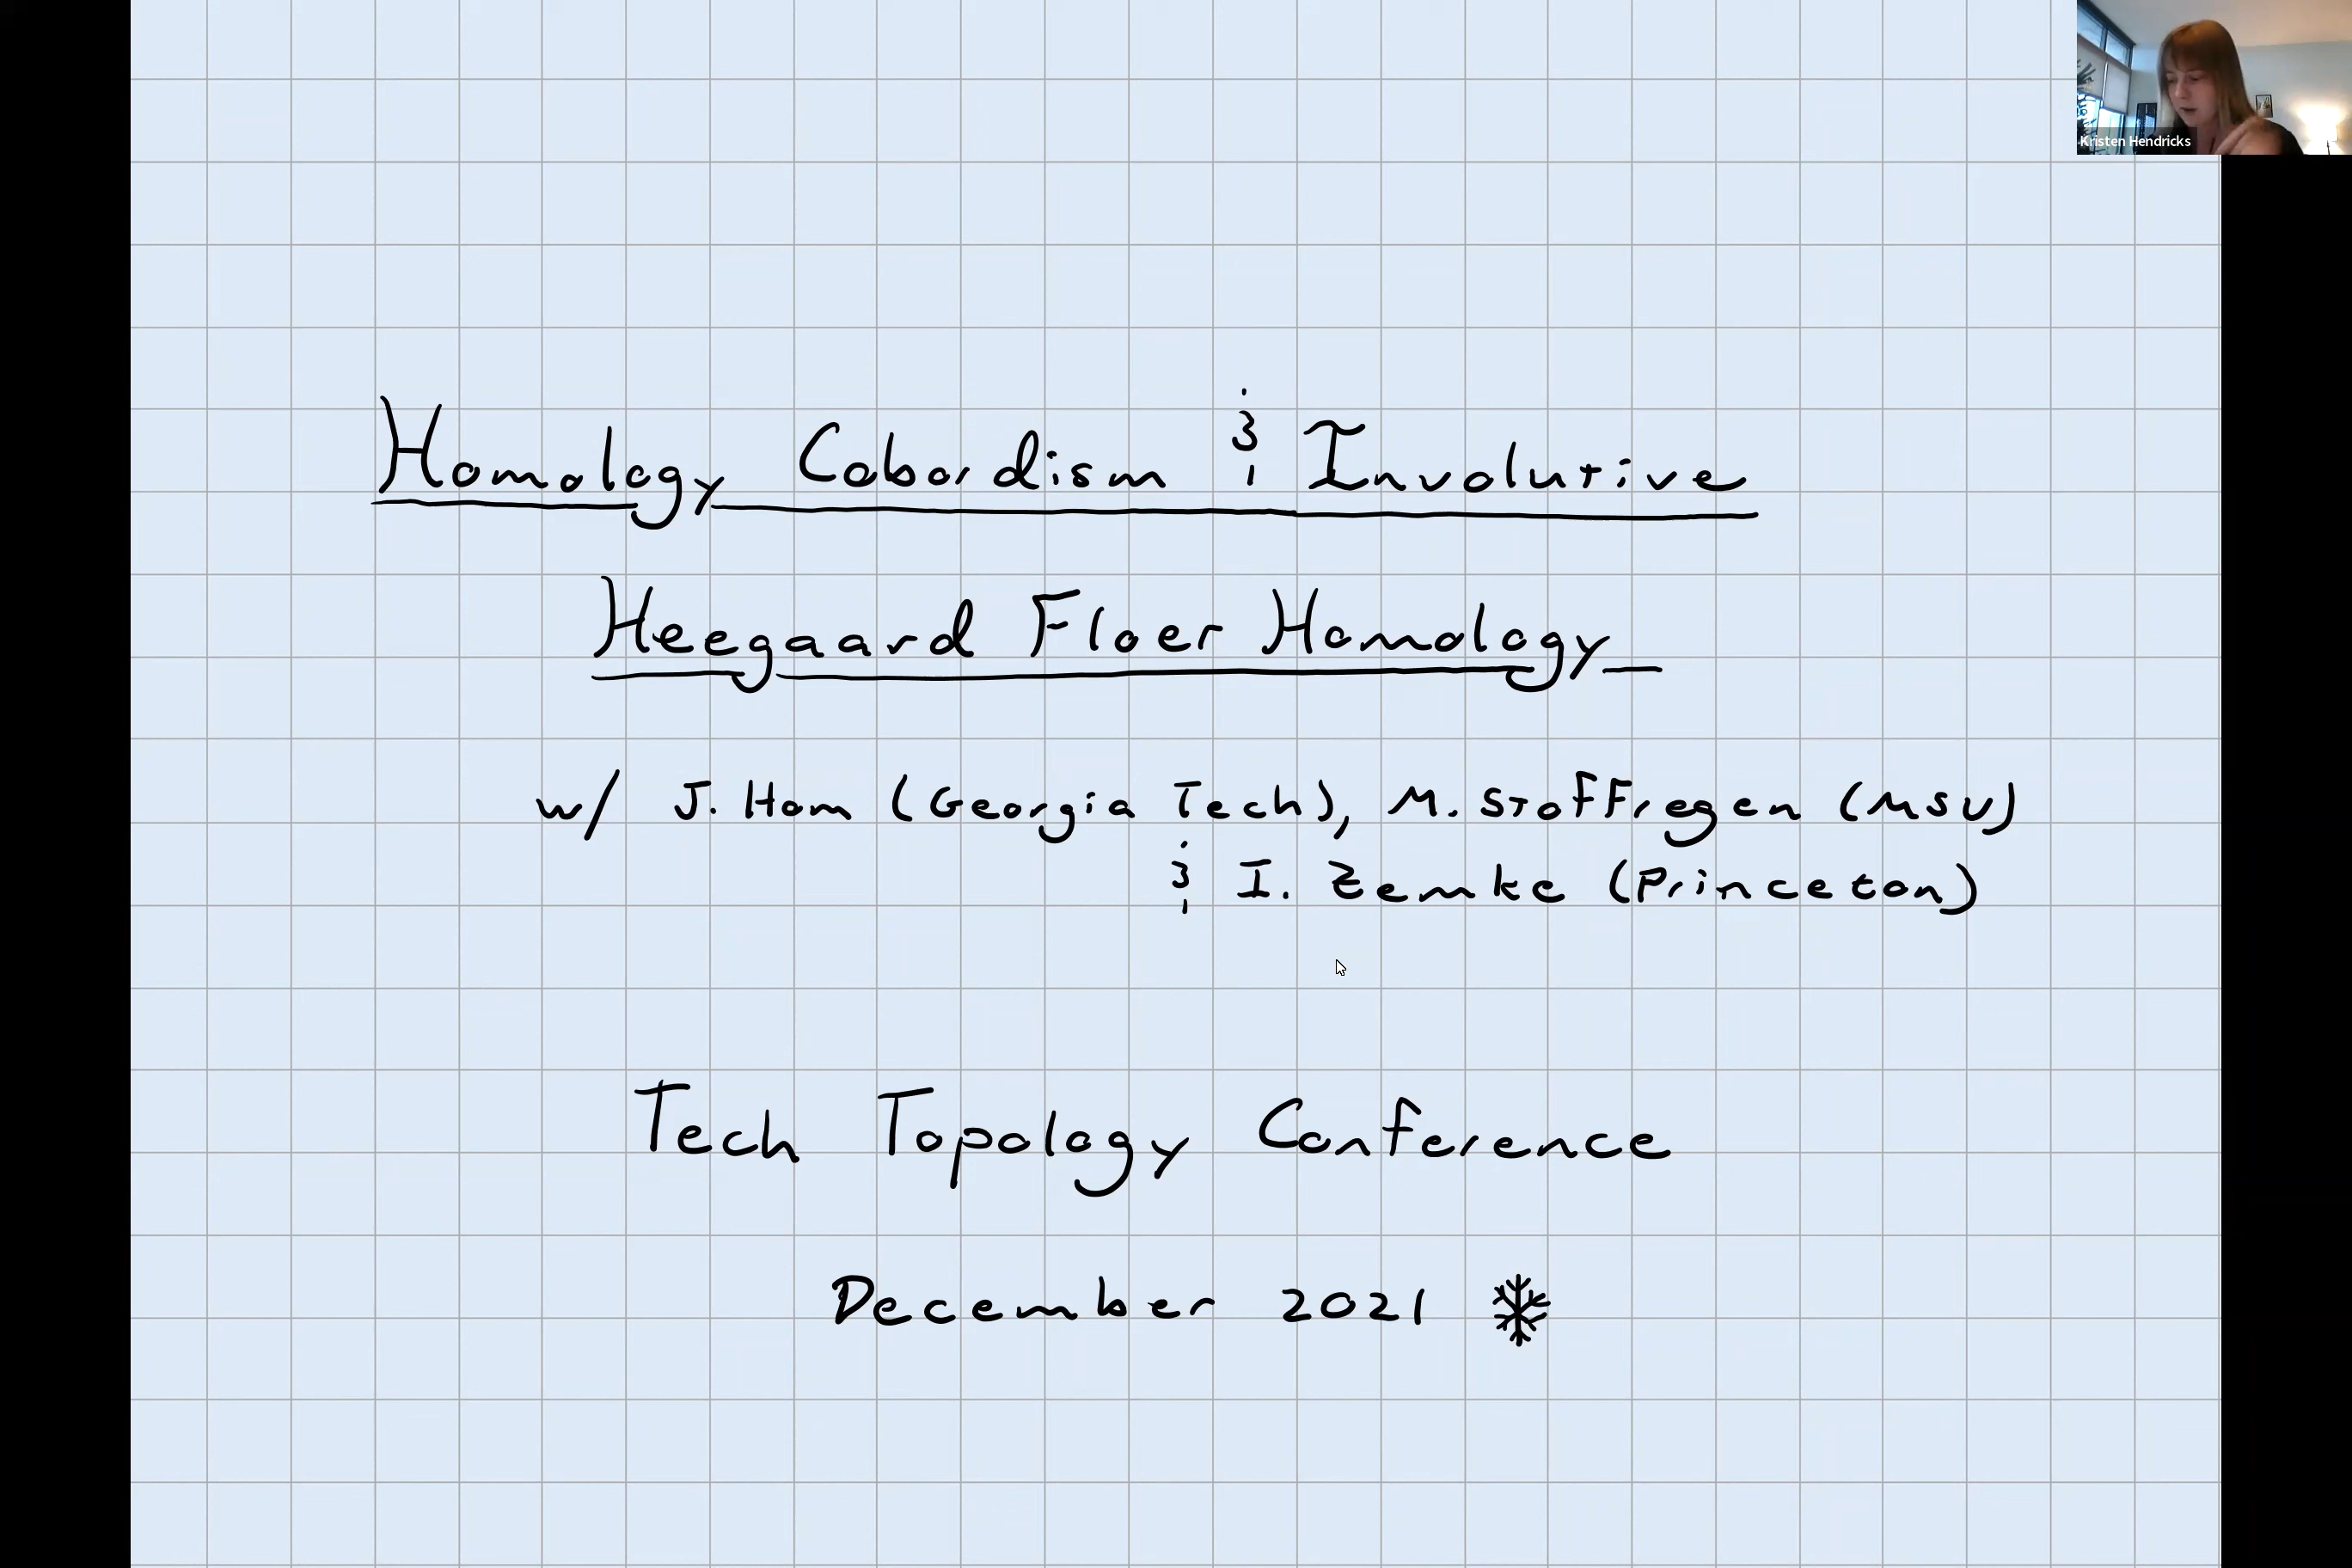 Kristen Hendricks
Homology Cobordism & Involutive
Heegaard Floer Homology
w/ J. Hom (Georgia Tech), M. Stoffregen (MSU)
& I. Zemke (Princeton)
Tech Topology Conference
December 2021